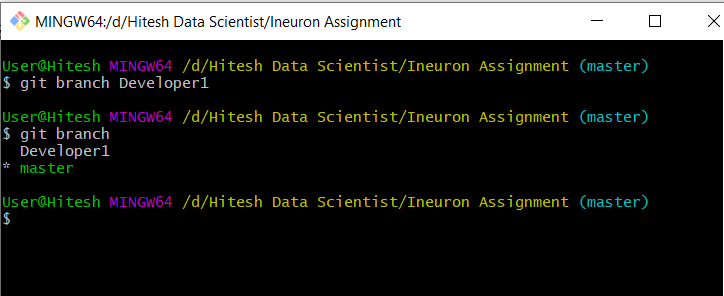 MINGW64:/d/Hitesh Data Scientist/Ineuron Assignment
User@Hitesh MINGW64 /d/Hitesh Data Scientist/Ineuron Assignment (master)
$ git branch Developer1
User@Hitesh MINGW64 /d/Hitesh Data Scientist/Ineuron Assignment (master)
$ git branch
  Developer1
* master
User@Hitesh MINGW64 /d/Hitesh Data Scientist/Ineuron Assignment (master)
$